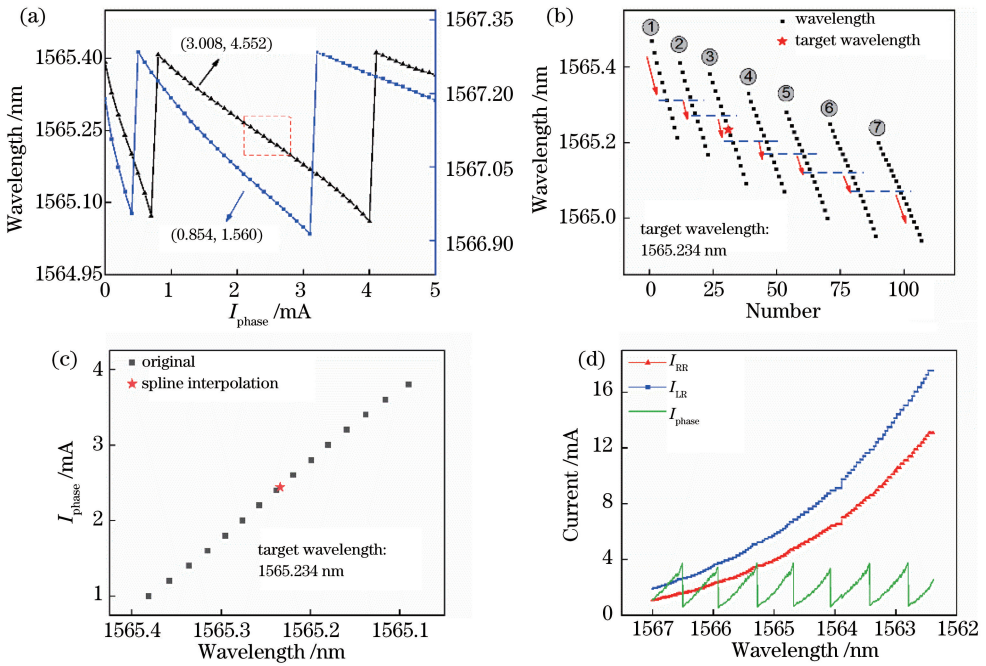 (a)
Wavelength /nm
1565.40
1565.25
1565.10
1564.95
1567.35
1567.20
1567.05
1566.90
(3.008, 4.552)
(0.854, 1.560)
0 1 2 3 4 5
I_phase /mA
(b)
Wavelength /nm
1565.4
1565.2
1565.0
wavelength
target wavelength
1
2
3
4
5
6
7
target wavelength:
1565.234 nm
0 25 50 75 100
Number
(c)
I_phase /mA
4
3
2
1
original
spline interpolation
target wavelength:
1565.234 nm
1565.4 1565.3 1565.2 1565.1
Wavelength /nm
(d)
Current /mA
16
12
8
4
0
I_RR
I_LR
I_phase
1567 1566 1565 1564 1563 1562
Wavelength /nm